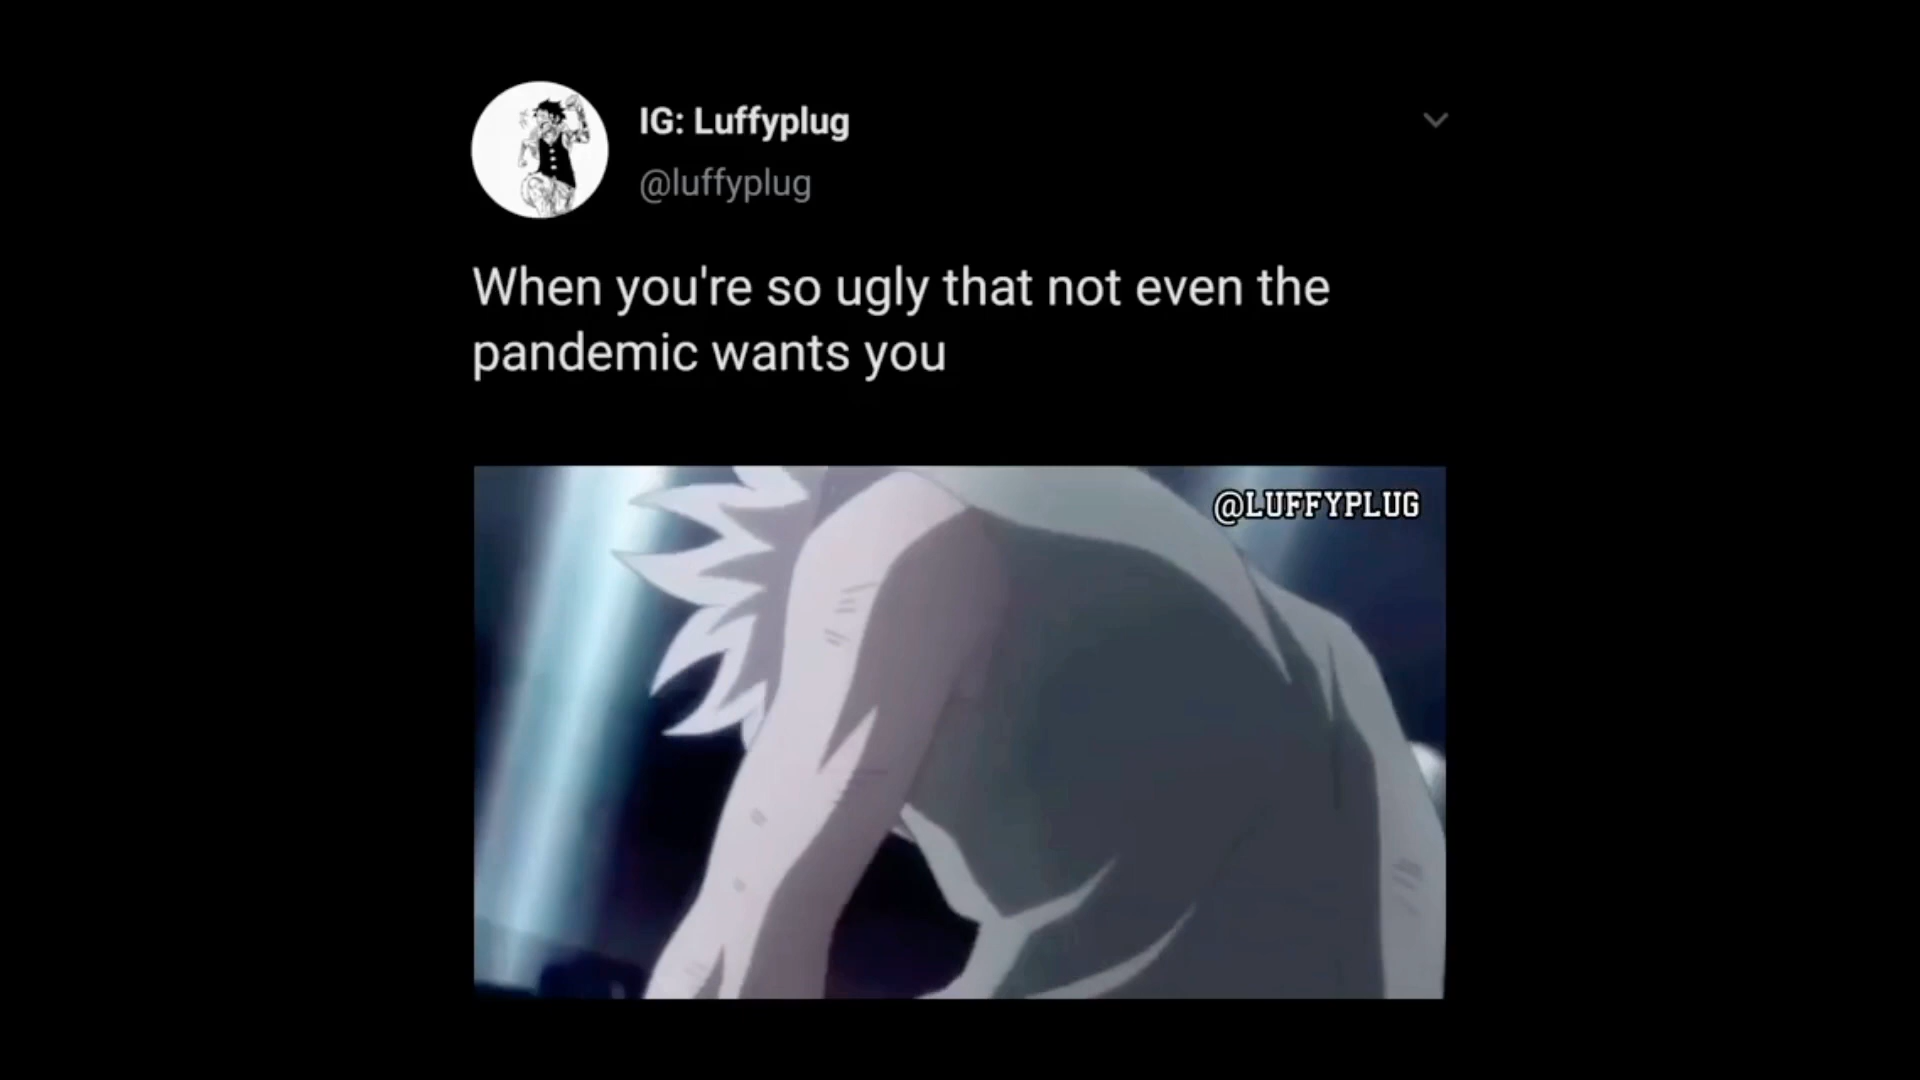 IG: Luffyplug
@luffyplug
When you're so ugly that not even the
pandemic wants you
@LUFFYPLUG